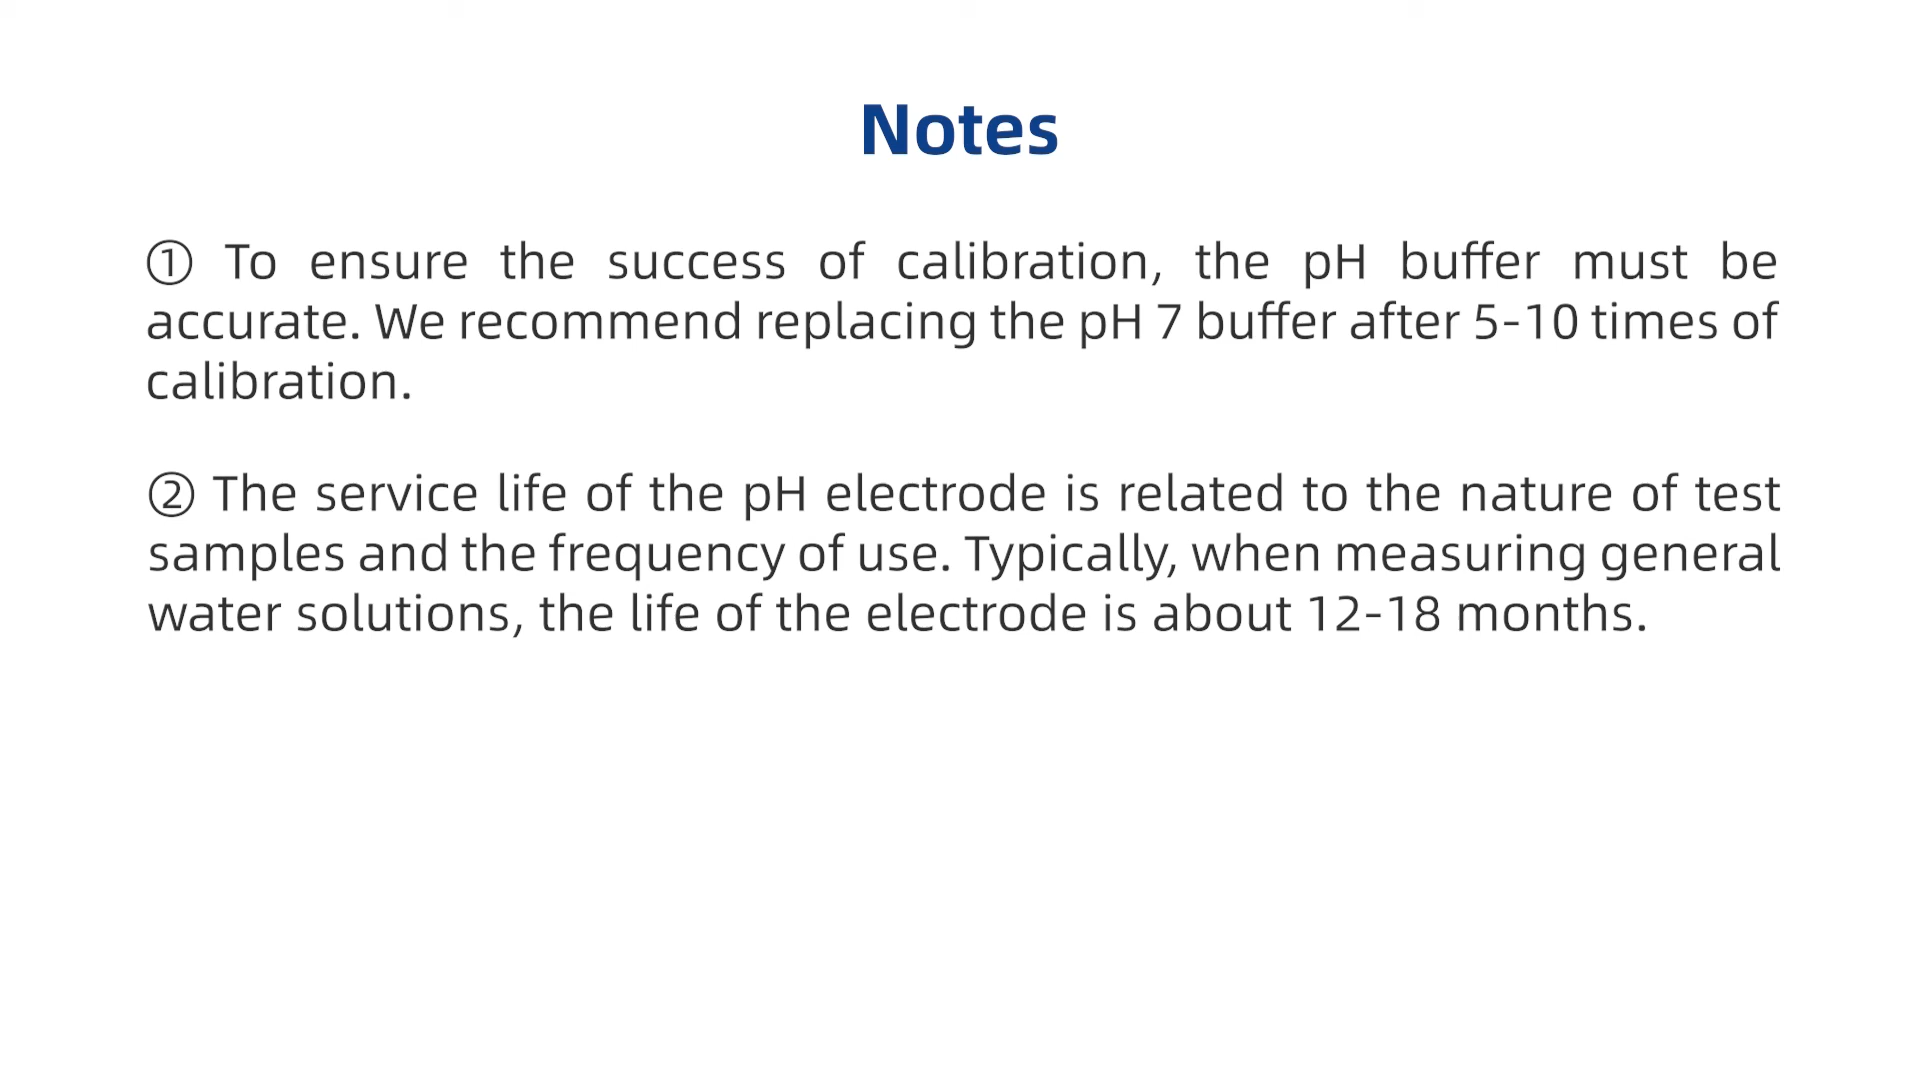 Notes
① To ensure the success of calibration, the pH buffer must be
accurate. We recommend replacing the pH 7 buffer after 5-10 times of
calibration.
② The service life of the pH electrode is related to the nature of test
samples and the frequency of use. Typically, when measuring general
water solutions, the life of the electrode is about 12-18 months.